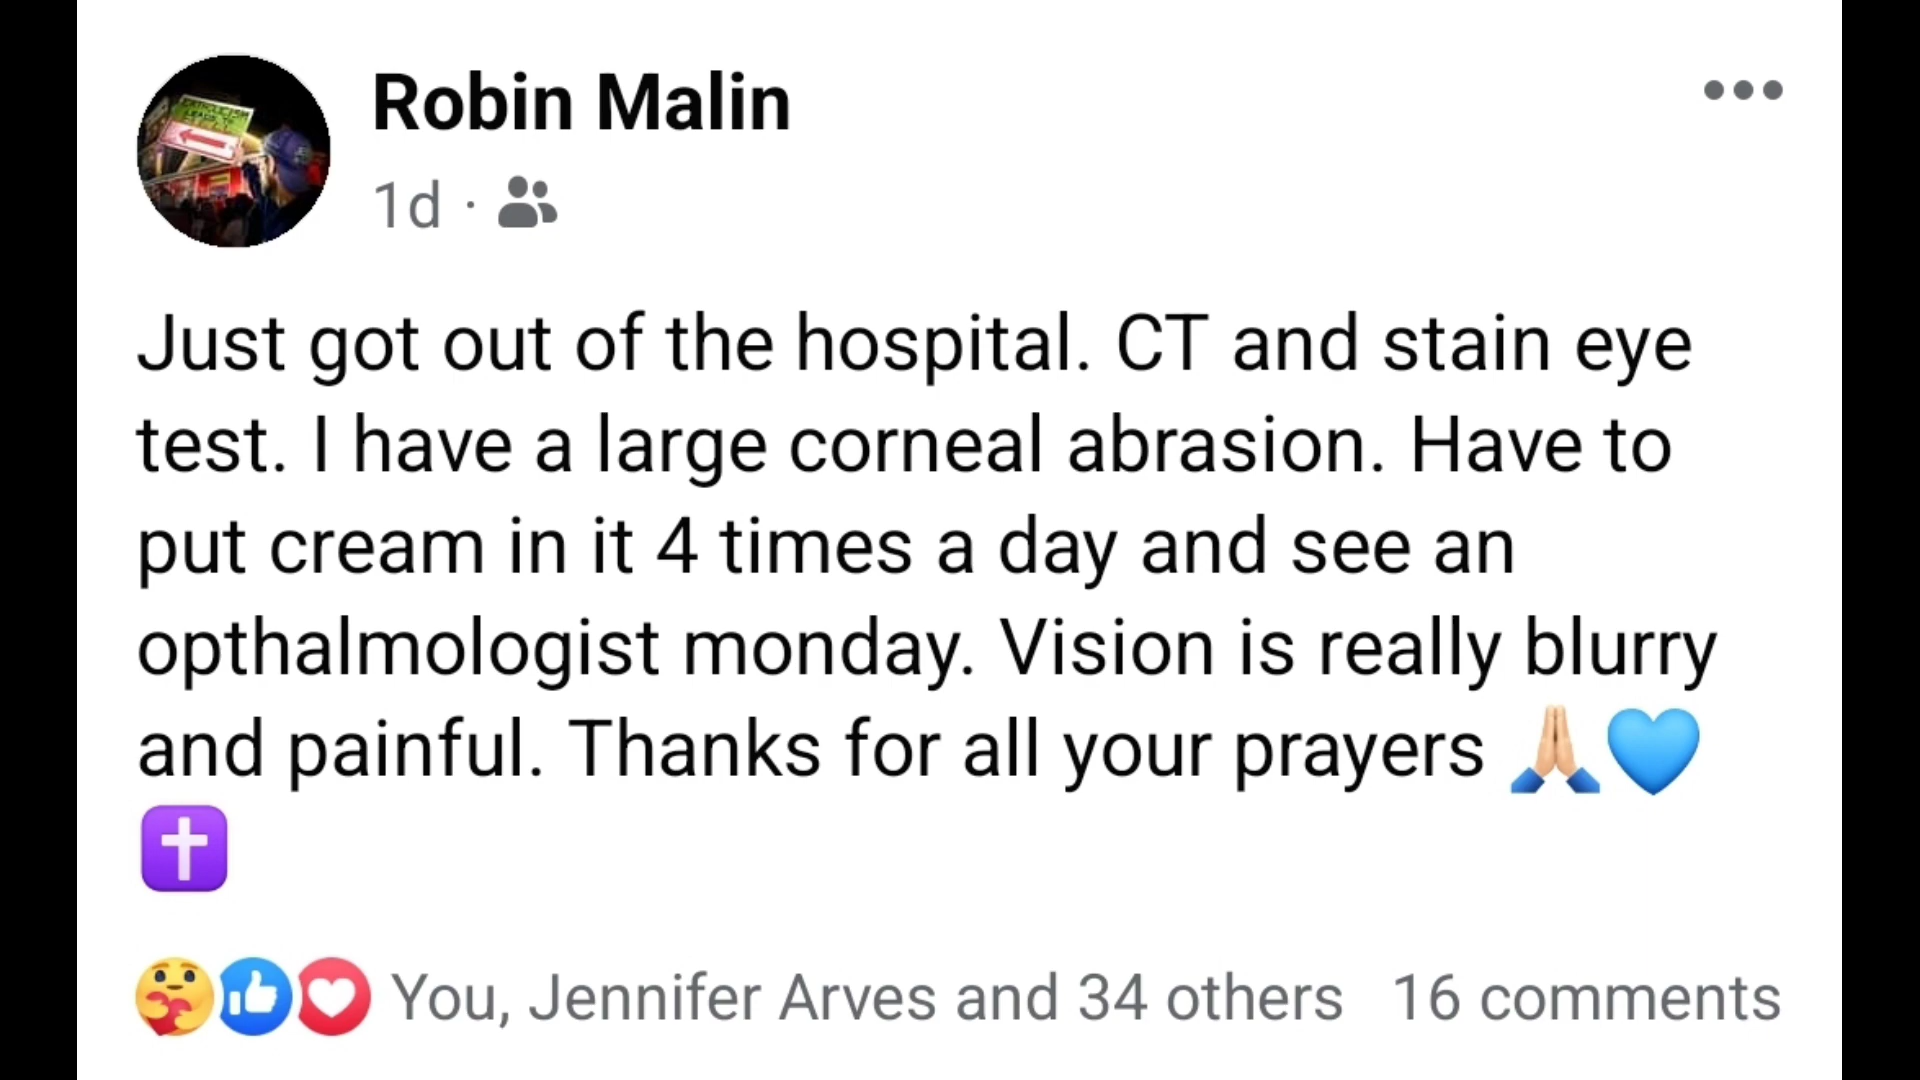 Robin Malin
1d ·
Just got out of the hospital. CT and stain eye
test. I have a large corneal abrasion. Have to
put cream in it 4 times a day and see an
opthalmologist monday. Vision is really blurry
and painful. Thanks for all your prayers 🙏🏼💙
✝️
You, Jennifer Arves and 34 others 16 comments